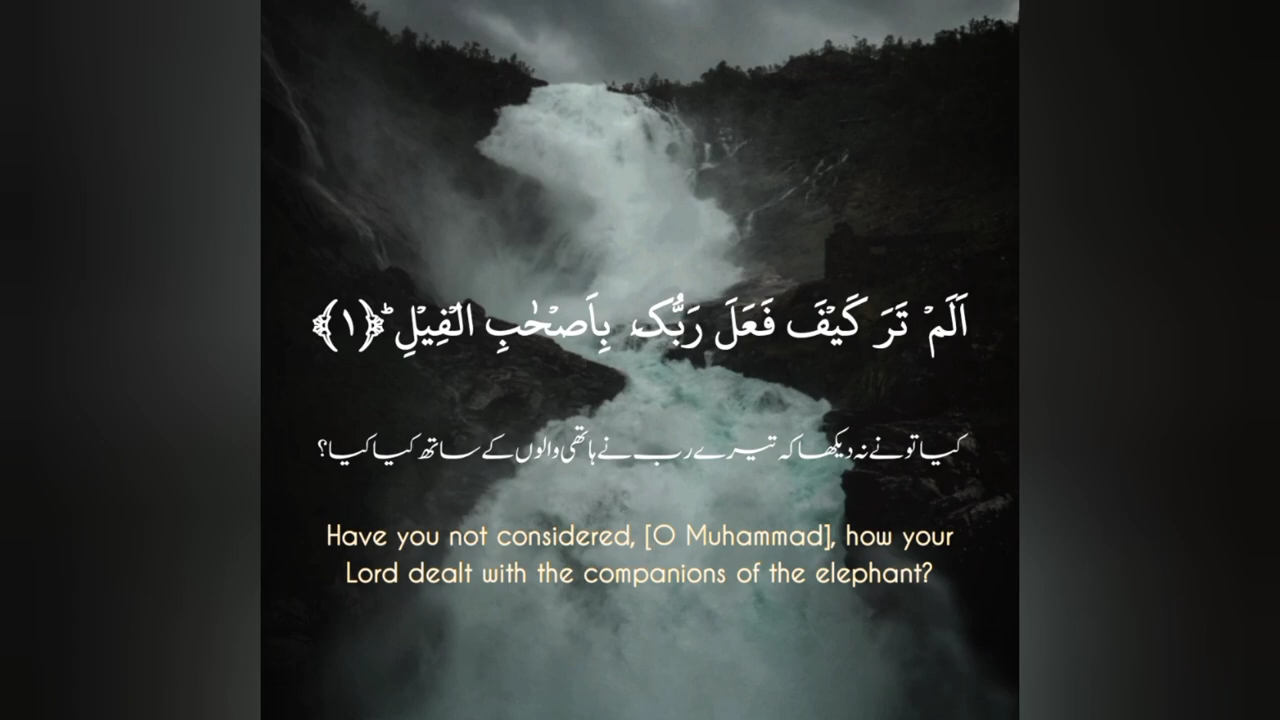 اَلَمۡ تَرَ كَيۡفَ فَعَلَ رَبُّكَ بِاَصۡحٰبِ الۡفِيۡلِؕ ﴿۱﴾
کیا تو نے نہ دیکھا کہ تیرے رب نے ہاتھی والوں کے ساتھ کیا کیا؟
Have you not considered, [O Muhammad], how your
Lord dealt with the companions of the elephant?